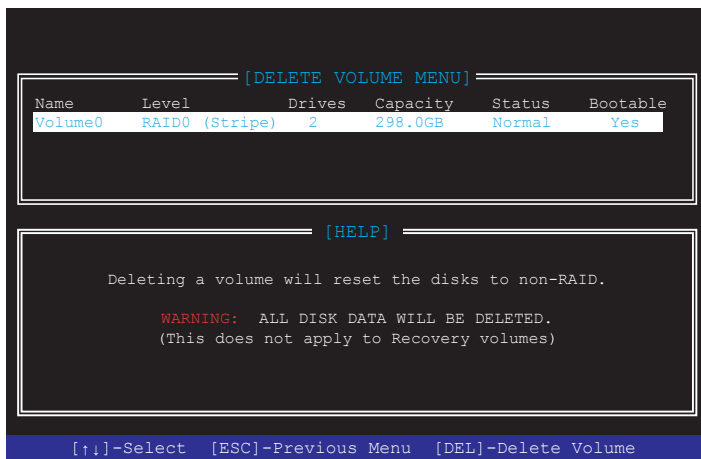 [DELETE VOLUME MENU]
Name Level Drives Capacity Status Bootable
Volume0 RAID0 (Stripe) 2 298.0GB Normal Yes
[HELP]
Deleting a volume will reset the disks to non-RAID.
WARNING: ALL DISK DATA WILL BE DELETED.
(This does not apply to Recovery volumes)
[↑↓]-Select [ESC]-Previous Menu [DEL]-Delete Volume